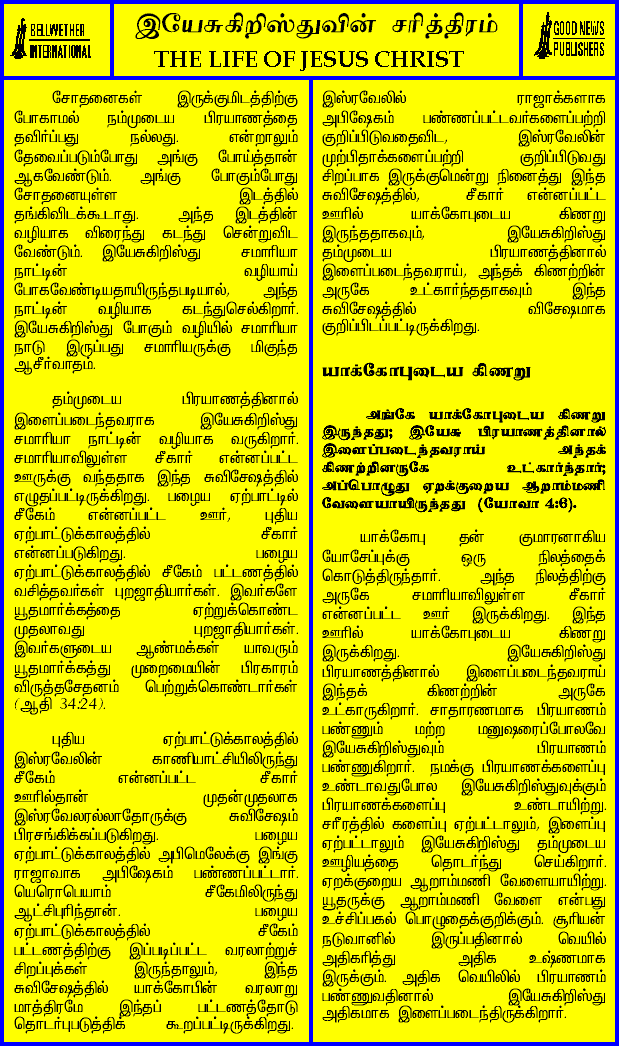 BELLWETHER
INTERNATIONAL
இயேசுகிறிஸ்துவின் சரித்திரம்
THE LIFE OF JESUS CHRIST
GOOD NEWS
PUBLISHERS
சோதனைகள் இருக்குமிடத்திற்கு
போகாமல் நம்முடைய பிரயாணத்தை
தவிர்ப்பது நல்லது. என்றாலும்
தேவைப்படும்போது அங்கு போய்த்தான்
ஆகவேண்டும். அங்கு போகும்போது
சோதனையுள்ள இடத்தில்
தங்கிவிடக்கூடாது. அந்த இடத்தின்
வழியாக விரைந்து கடந்து சென்றுவிட
வேண்டும். இயேசுகிறிஸ்து சமாரியா
நாட்டின் வழியாய்
போகவேண்டியதாயிருந்தபடியால், அந்த
நாட்டின் வழியாக கடந்துசெல்கிறார்.
இயேசுகிறிஸ்து போகும் வழியில் சமாரியா
நாடு இருப்பது சமாரியருக்கு மிகுந்த
ஆசீர்வாதம்.
தம்முடைய பிரயாணத்தினால்
இளைப்படைந்தவராக இயேசுகிறிஸ்து
சமாரியா நாட்டின் வழியாக வருகிறார்.
சமாரியாவிலுள்ள சீகார் என்னப்பட்ட
ஊருக்கு வந்ததாக இந்த சுவிசேஷத்தில்
எழுதப்பட்டிருக்கிறது. பழைய ஏற்பாட்டில்
சீகேம் என்னப்பட்ட ஊர், புதிய
ஏற்பாட்டுக்காலத்தில் சீகார்
என்னப்படுகிறது. பழைய
ஏற்பாட்டுக்காலத்தில் சீகேம் பட்டணத்தில்
வசித்தவர்கள் புறஜாதியார்கள். இவர்களே
யூதமார்க்கத்தை ஏற்றுக்கொண்ட
முதலாவது புறஜாதியார்கள்.
இவர்களுடைய ஆண்மக்கள் யாவரும்
யூதமார்க்கத்து முறைமையின் பிரகாரம்
விருத்தசேதனம் பெற்றுக்கொண்டார்கள்
(ஆதி 34:24).
புதிய ஏற்பாட்டுக்காலத்தில்
இஸ்ரவேலின் காணியாட்சியிலிருந்து
சீகேம் என்னப்பட்ட சீகார்
ஊரில்தான் முதன்முதலாக
இஸ்ரவேலரல்லாதோருக்கு சுவிசேஷம்
பிரசங்கிக்கப்படுகிறது. பழைய
ஏற்பாட்டுக்காலத்தில் அபிமெலேக்கு இங்கு
ராஜாவாக அபிஷேகம் பண்ணப்பட்டார்.
யெரொபெயாம் சீகேமிலிருந்து
ஆட்சிபுரிந்தான். பழைய
ஏற்பாட்டுக்காலத்தில் சீகேம்
பட்டணத்திற்கு இப்படிப்பட்ட வரலாற்றுச்
சிறப்புக்கள் இருந்தாலும், இந்த
சுவிசேஷத்தில் யாக்கோபின் வரலாறு
மாத்திரமே இந்தப் பட்டணத்தோடு
தொடர்புபடுத்திக் கூறப்பட்டிருக்கிறது.
இஸ்ரவேலில் ராஜாக்களாக
அபிஷேகம் பண்ணப்பட்டவர்களைப்பற்றி
குறிப்பிடுவதைவிட, இஸ்ரவேலின்
முற்பிதாக்களைப்பற்றி குறிப்பிடுவது
சிறப்பாக இருக்குமென்று நினைத்து இந்த
சுவிசேஷத்தில், சீகார் என்னப்பட்ட
ஊரில் யாக்கோபுடைய கிணறு
இருந்ததாகவும், இயேசுகிறிஸ்து
தம்முடைய பிரயாணத்தினால்
இளைப்படைந்தவராய், அந்தக் கிணற்றின்
அருகே உட்கார்ந்ததாகவும் இந்த
சுவிசேஷத்தில் விசேஷமாக
குறிப்பிடப்பட்டிருக்கிறது.
யாக்கோபுடைய கிணறு
அங்கே யாக்கோபுடைய கிணறு
இருந்தது; இயேசு பிரயாணத்தினால்
இளைப்படைந்தவராய் அந்தக்
கிணற்றினருகே உட்கார்ந்தார்;
அப்பொழுது ஏறக்குறைய ஆறாம்மணி
வேளையாயிருந்தது (யோவா 4:6).
யாக்கோபு தன் குமாரனாகிய
யோசேப்புக்கு ஒரு நிலத்தைக்
கொடுத்திருந்தார். அந்த நிலத்திற்கு
அருகே சமாரியாவிலுள்ள சீகார்
என்னப்பட்ட ஊர் இருக்கிறது. இந்த
ஊரில் யாக்கோபுடைய கிணறு
இருக்கிறது. இயேசுகிறிஸ்து
பிரயாணத்தினால் இளைப்படைந்தவராய்
இந்தக் கிணற்றின் அருகே
உட்காருகிறார். சாதாரணமாக பிரயாணம்
பண்ணும் மற்ற மனுஷரைப்போலவே
இயேசுகிறிஸ்துவும் பிரயாணம்
பண்ணுகிறார். நமக்கு பிரயாணக்களைப்பு
உண்டாவதுபோல இயேசுகிறிஸ்துவுக்கும்
பிரயாணக்களைப்பு உண்டாயிற்று.
சரீரத்தில் களைப்பு ஏற்பட்டாலும், இளைப்பு
ஏற்பட்டாலும் இயேசுகிறிஸ்து தம்முடைய
ஊழியத்தை தொடர்ந்து செய்கிறார்.
ஏறக்குறைய ஆறாம்மணி வேளையாயிற்று.
யூதருக்கு ஆறாம்மணி வேளை என்பது
உச்சிப்பகல் பொழுதைக்குறிக்கும். சூரியன்
நடுவானில் இருப்பதினால் வெயில்
அதிகரித்து அதிக உஷ்ணமாக
இருக்கும். அதிக வெயிலில் பிரயாணம்
பண்ணுவதினால் இயேசுகிறிஸ்து
அதிகமாக இளைப்படைந்திருக்கிறார்.